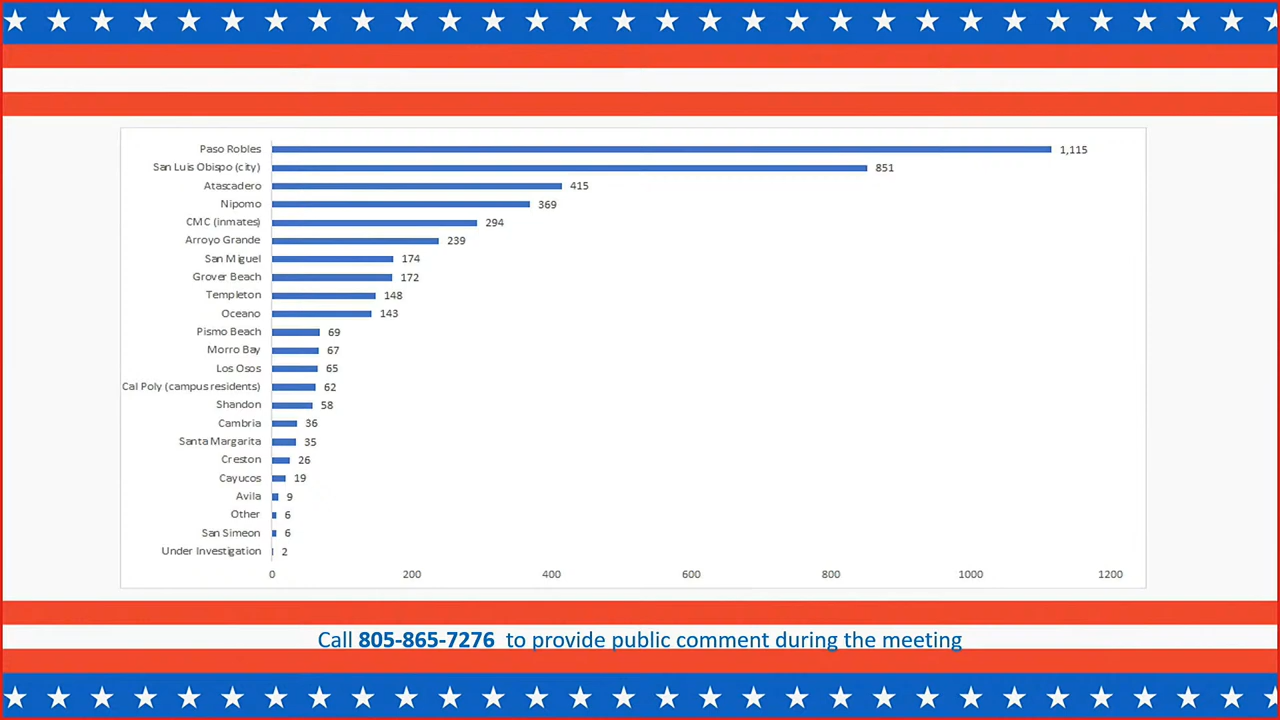 Paso Robles 1,115
San Luis Obispo (city) 851
Atascadero 415
Nipomo 369
CMC (inmates) 294
Arroyo Grande 239
San Miguel 174
Grover Beach 172
Templeton 148
Oceano 143
Pismo Beach 69
Morro Bay 67
Los Osos 65
Cal Poly (campus residents) 62
Shandon 58
Cambria 36
Santa Margarita 35
Creston 26
Cayucos 19
Avila 9
Other 6
San Simeon 6
Under Investigation 2
0 200 400 600 800 1000 1200
Call 805-865-7276 to provide public comment during the meeting